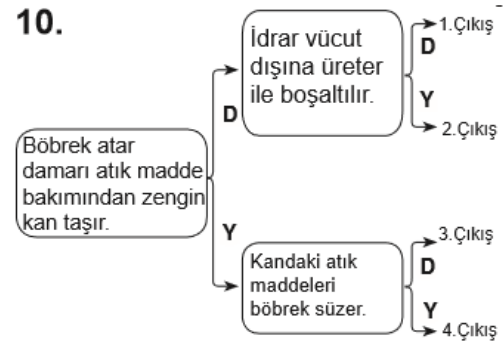 10.
Böbrek atar
damarı atık madde
bakımından zengin
kan taşır.
D
Y
İdrar vücut
dışına üreter
ile boşaltılır.
D
Y
1.Çıkış
2.Çıkış
Kandaki atık
maddeleri
böbrek süzer.
D
Y
3.Çıkış
4.Çıkış